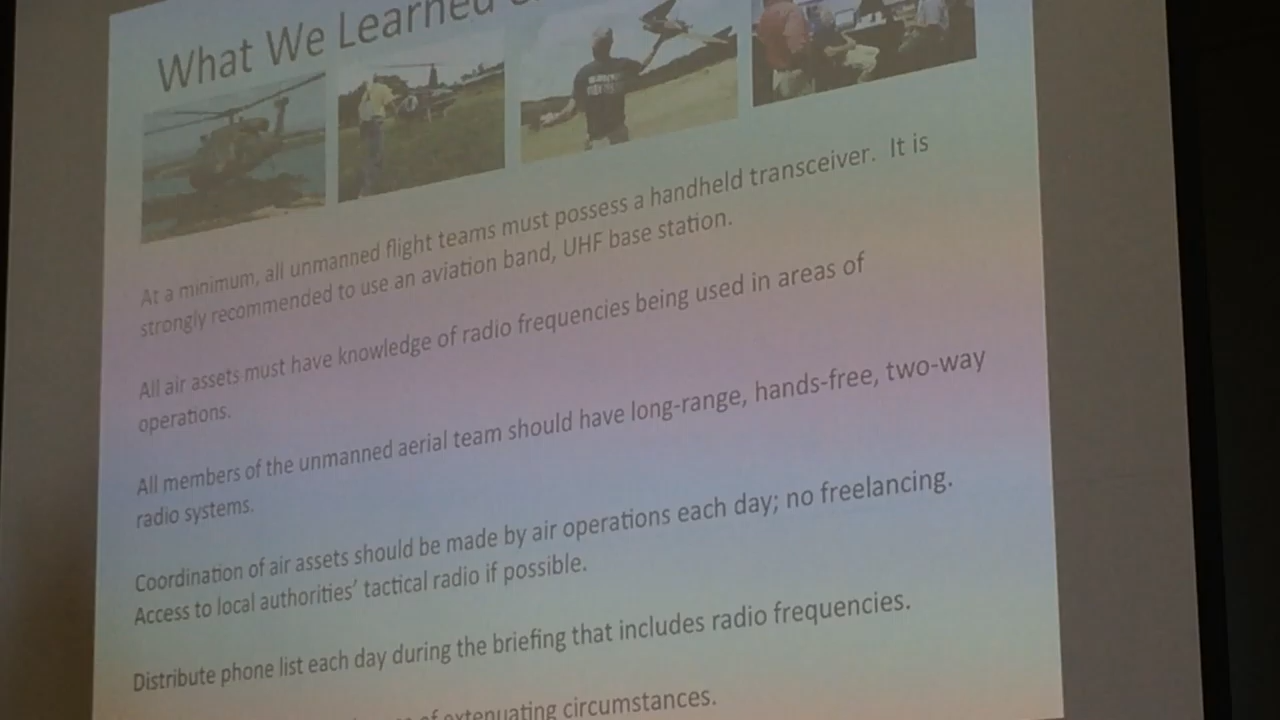 What We Learned
At a minimum, all unmanned flight teams must possess a handheld transceiver. It is
strongly recommended to use an aviation band, UHF base station.
All air assets must have knowledge of radio frequencies being used in areas of
operations.
All members of the unmanned aerial team should have long-range, hands-free, two-way
radio systems.
Coordination of air assets should be made by air operations each day; no freelancing.
Access to local authorities' tactical radio if possible.
Distribute phone list each day during the briefing that includes radio frequencies.
of extenuating circumstances.